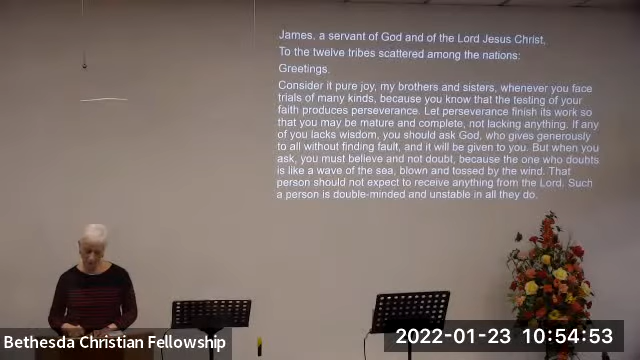 James, a servant of God and of the Lord Jesus Christ,
To the twelve tribes scattered among the nations:
Greetings.
Consider it pure joy, my brothers and sisters, whenever you face
trials of many kinds, because you know that the testing of your
faith produces perseverance. Let perseverance finish its work so
that you may be mature and complete, not lacking anything. If any
of you lacks wisdom, you should ask God, who gives generously
to all without finding fault, and it will be given to you. But when you
ask, you must believe and not doubt, because the one who doubts
is like a wave of the sea, blown and tossed by the wind. That
person should not expect to receive anything from the Lord. Such
a person is double-minded and unstable in all they do.
Bethesda Christian Fellowship
2022-01-23 10:54:53